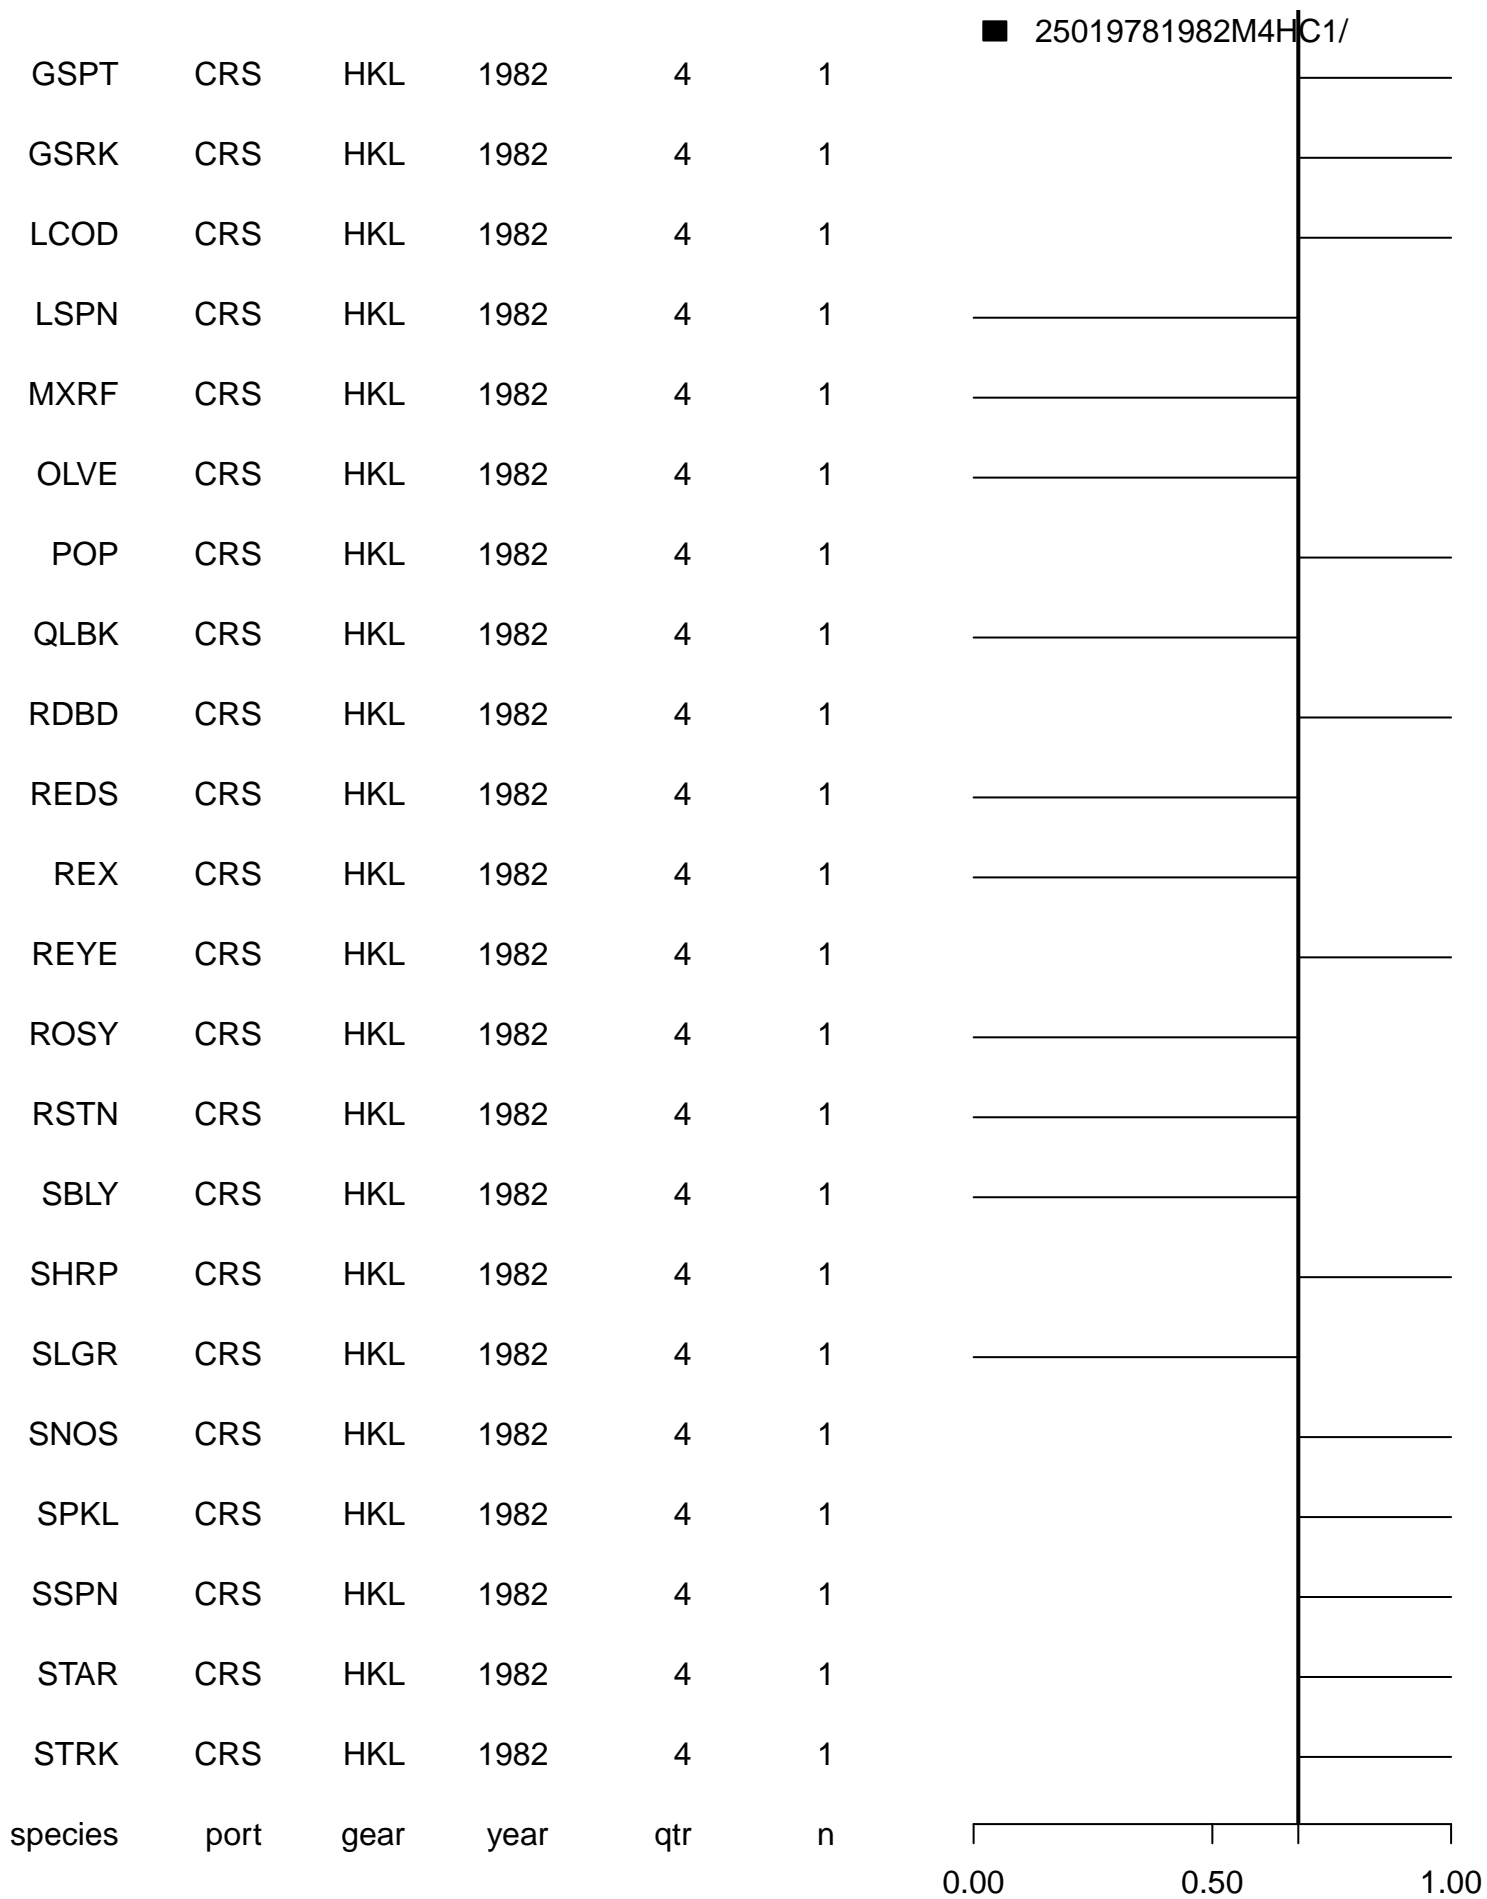 25019781982M4HC1/
GSPT CRS HKL 1982 4 1
GSRK CRS HKL 1982 4 1
LCOD CRS HKL 1982 4 1
LSPN CRS HKL 1982 4 1
MXRF CRS HKL 1982 4 1
OLVE CRS HKL 1982 4 1
POP CRS HKL 1982 4 1
QLBK CRS HKL 1982 4 1
RDBD CRS HKL 1982 4 1
REDS CRS HKL 1982 4 1
REX CRS HKL 1982 4 1
REYE CRS HKL 1982 4 1
ROSY CRS HKL 1982 4 1
RSTN CRS HKL 1982 4 1
SBLY CRS HKL 1982 4 1
SHRP CRS HKL 1982 4 1
SLGR CRS HKL 1982 4 1
SNOS CRS HKL 1982 4 1
SPKL CRS HKL 1982 4 1
SSPN CRS HKL 1982 4 1
STAR CRS HKL 1982 4 1
STRK CRS HKL 1982 4 1
species port gear year qtr n
0.00 0.50 1.00